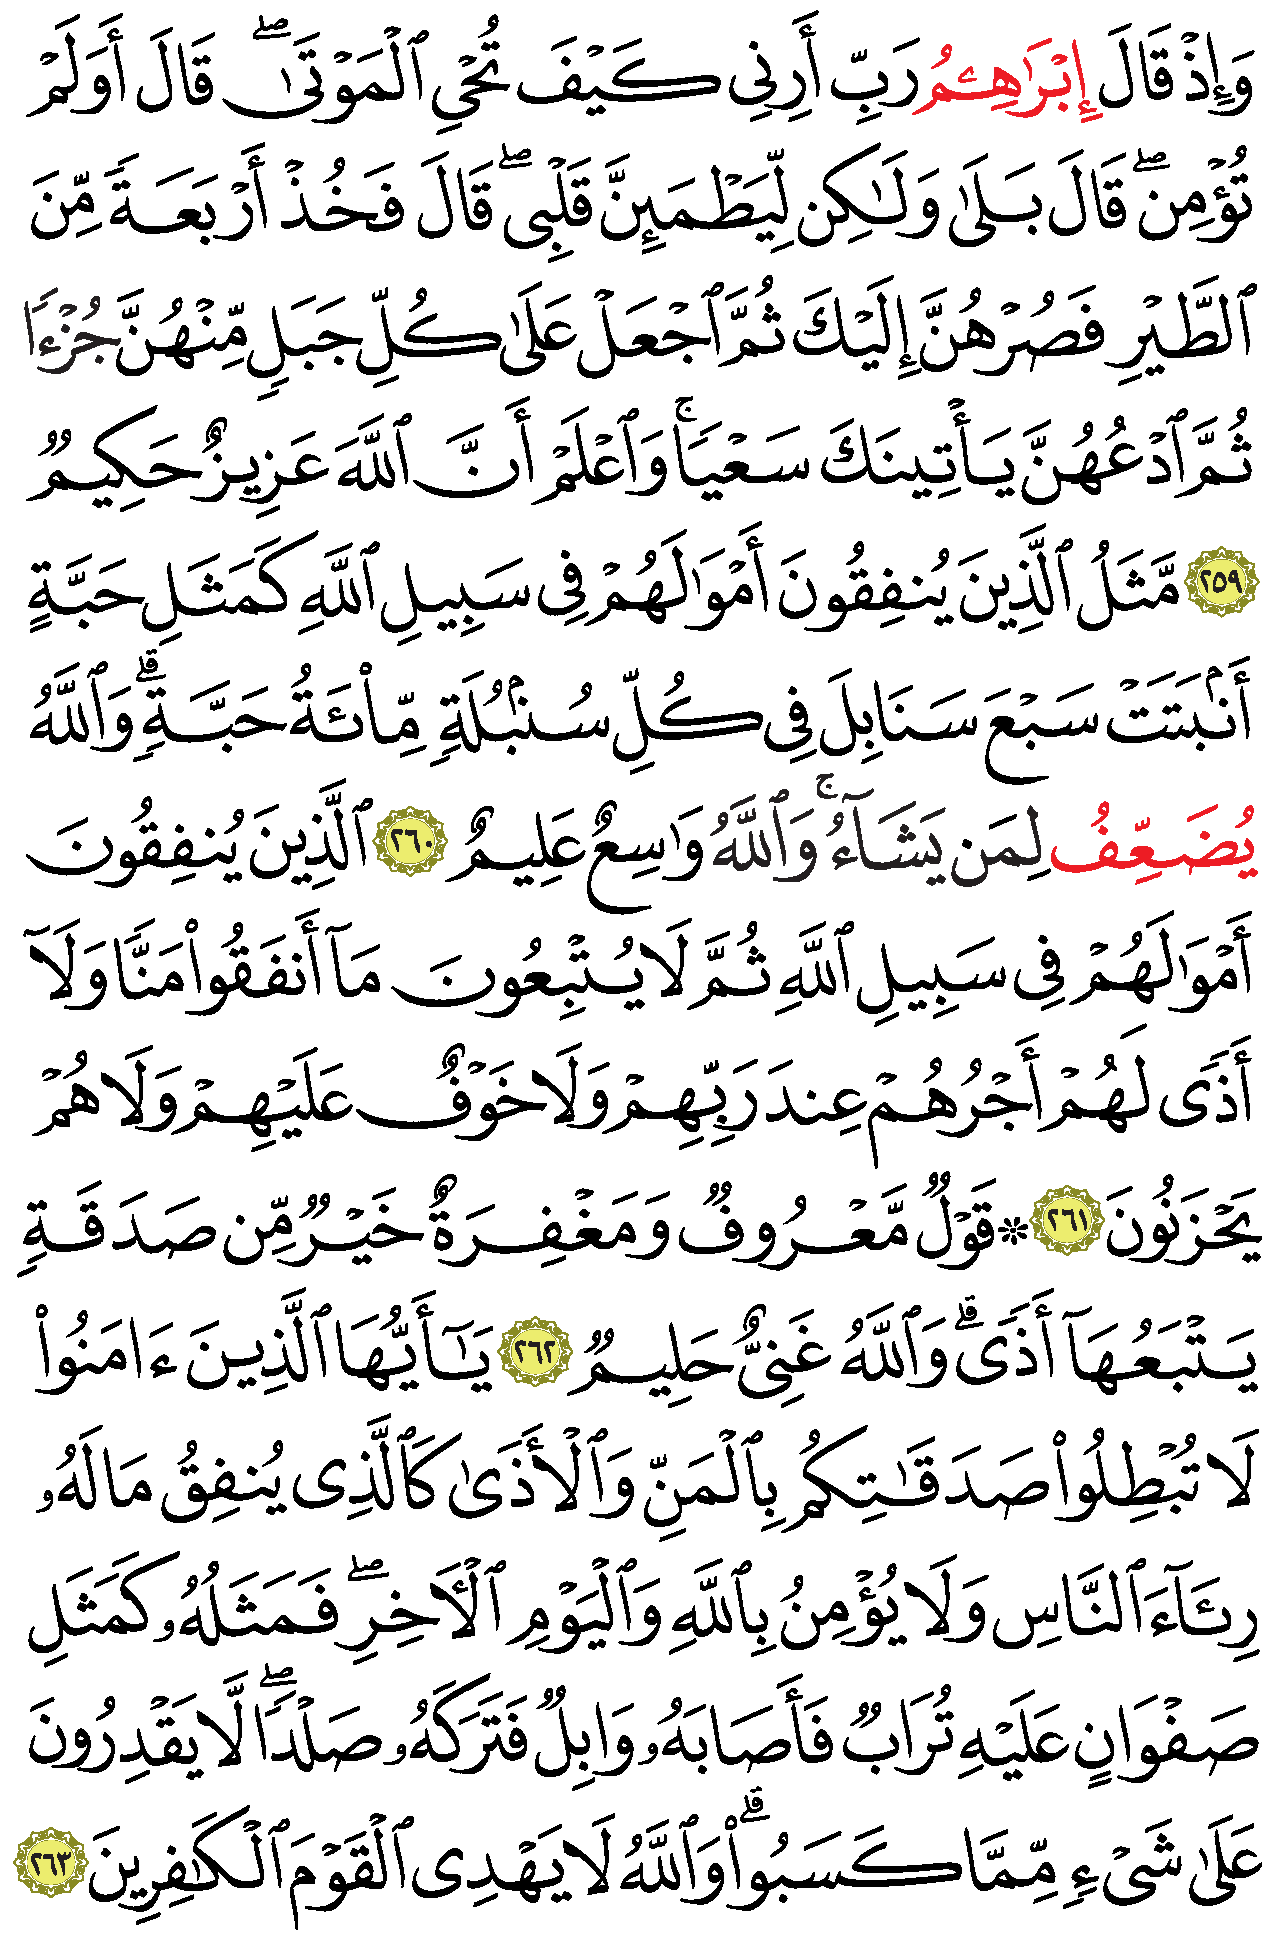 وَإِذۡ قَالَ إِبۡرَٰهِـۧمُ رَبِّ أَرِنِي كَيۡفَ تُحۡيِ ٱلۡمَوۡتَىٰۖ قَالَ أَوَلَمۡ
تُؤۡمِنۖ قَالَ بَلَىٰ وَلَٰكِن لِّيَطۡمَئِنَّ قَلۡبِيۖ قَالَ فَخُذۡ أَرۡبَعَةٗ مِّنَ
ٱلطَّيۡرِ فَصُرۡهُنَّ إِلَيۡكَ ثُمَّ ٱجۡعَلۡ عَلَىٰ كُلِّ جَبَلٖ مِّنۡهُنَّ جُزۡءٗا
ثُمَّ ٱدۡعُهُنَّ يَأۡتِينَكَ سَعۡيٗاۚ وَٱعۡلَمۡ أَنَّ ٱللَّهَ عَزِيزٌ حَكِيمٞ
٢٥٩ مَّثَلُ ٱلَّذِينَ يُنفِقُونَ أَمۡوَٰلَهُمۡ فِي سَبِيلِ ٱللَّهِ كَمَثَلِ حَبَّةٍ
أَنۢبَتَتۡ سَبۡعَ سَنَابِلَ فِي كُلِّ سُنۢبُلَةٖ مِّاْئَةُ حَبَّةٖۗ وَٱللَّهُ
يُضَعِّفُ لِمَن يَشَآءُۚ وَٱللَّهُ وَٰسِعٌ عَلِيمٌ ٢٦٠ ٱلَّذِينَ يُنفِقُونَ
أَمۡوَٰلَهُمۡ فِي سَبِيلِ ٱللَّهِ ثُمَّ لَا يُتۡبِعُونَ مَآ أَنفَقُواْ مَنّٗا وَلَآ
أَذٗى لَهُمۡ أَجۡرُهُمۡ عِندَ رَبِّهِمۡ وَلَا خَوۡفٌ عَلَيۡهِمۡ وَلَا هُمۡ
يَحۡزَنُونَ ٢٦١ ۞ قَوۡلٞ مَّعۡرُوفٞ وَمَغۡفِرَةٌ خَيۡرٞ مِّن صَدَقَةٖ
يَتۡبَعُهَآ أَذٗىۗ وَٱللَّهُ غَنِيٌّ حَلِيمٞ ٢٦٢ يَٰٓأَيُّهَا ٱلَّذِينَ ءَامَنُواْ
لَا تُبۡطِلُواْ صَدَقَٰتِكُم بِٱلۡمَنِّ وَٱلۡأَذَىٰ كَٱلَّذِي يُنفِقُ مَالَهُۥ
رِئَآءَ ٱلنَّاسِ وَلَا يُؤۡمِنُ بِٱللَّهِ وَٱلۡيَوۡمِ ٱلۡأٓخِرِۖ فَمَثَلُهُۥ كَمَثَلِ
صَفۡوَانٍ عَلَيۡهِ تُرَابٞ فَأَصَابَهُۥ وَابِلٞ فَتَرَكَهُۥ صَلۡدٗاۖ لَّا يَقۡدِرُونَ
عَلَىٰ شَيۡءٖ مِّمَّا كَسَبُواْۗ وَٱللَّهُ لَا يَهۡدِي ٱلۡقَوۡمَ ٱلۡكَٰفِرِينَ ٢٦٣